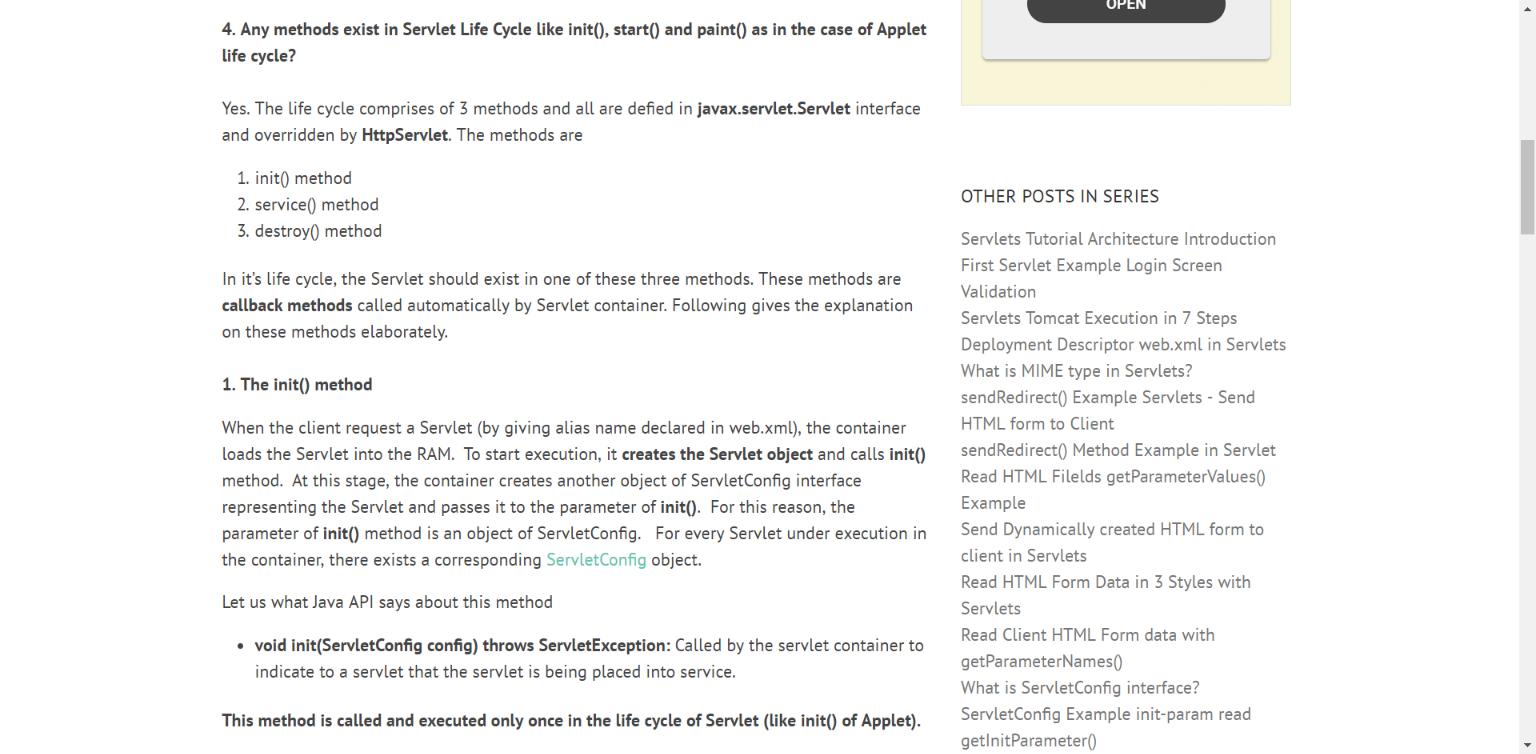 4. Any methods exist in Servlet Life Cycle like init(), start() and paint() as in the case of Applet
life cycle?
Yes. The life cycle comprises of 3 methods and all are defied in javax.servlet.Servlet interface
and overridden by HttpServlet. The methods are
1. init() method
2. service() method
3. destroy() method
In it’s life cycle, the Servlet should exist in one of these three methods. These methods are
callback methods called automatically by Servlet container. Following gives the explanation
on these methods elaborately.
1. The init() method
When the client request a Servlet (by giving alias name declared in web.xml), the container
loads the Servlet into the RAM.  To start execution, it creates the Servlet object and calls init()
method.  At this stage, the container creates another object of ServletConfig interface
representing the Servlet and passes it to the parameter of init().  For this reason, the
parameter of init() method is an object of ServletConfig.   For every Servlet under execution in
the container, there exists a corresponding ServletConfig object.
Let us what Java API says about this method
• void init(ServletConfig config) throws ServletException: Called by the servlet container to
indicate to a servlet that the servlet is being placed into service.
This method is called and executed only once in the life cycle of Servlet (like init() of Applet).
OPEN
OTHER POSTS IN SERIES
Servlets Tutorial Architecture Introduction
First Servlet Example Login Screen
Validation
Servlets Tomcat Execution in 7 Steps
Deployment Descriptor web.xml in Servlets
What is MIME type in Servlets?
sendRedirect() Example Servlets - Send
HTML form to Client
sendRedirect() Method Example in Servlet
Read HTML Filelds getParameterValues()
Example
Send Dynamically created HTML form to
client in Servlets
Read HTML Form Data in 3 Styles with
Servlets
Read Client HTML Form data with
getParameterNames()
What is ServletConfig interface?
ServletConfig Example init-param read
getInitParameter()